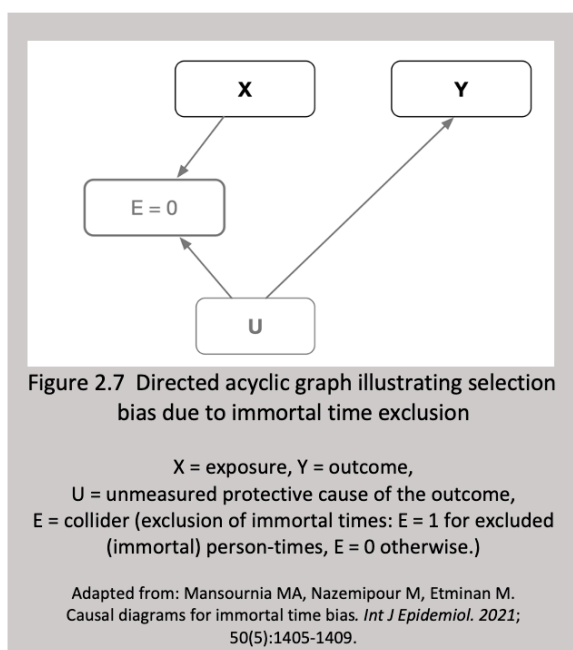 X
Y
E = 0
U
Figure 2.7 Directed acyclic graph illustrating selection
bias due to immortal time exclusion
X = exposure, Y = outcome,
U = unmeasured protective cause of the outcome,
E = collider (exclusion of immortal times: E = 1 for excluded
(immortal) person-times, E = 0 otherwise.)
Adapted from: Mansournia MA, Nazemipour M, Etminan M.
Causal diagrams for immortal time bias. Int J Epidemiol. 2021;
50(5):1405-1409.